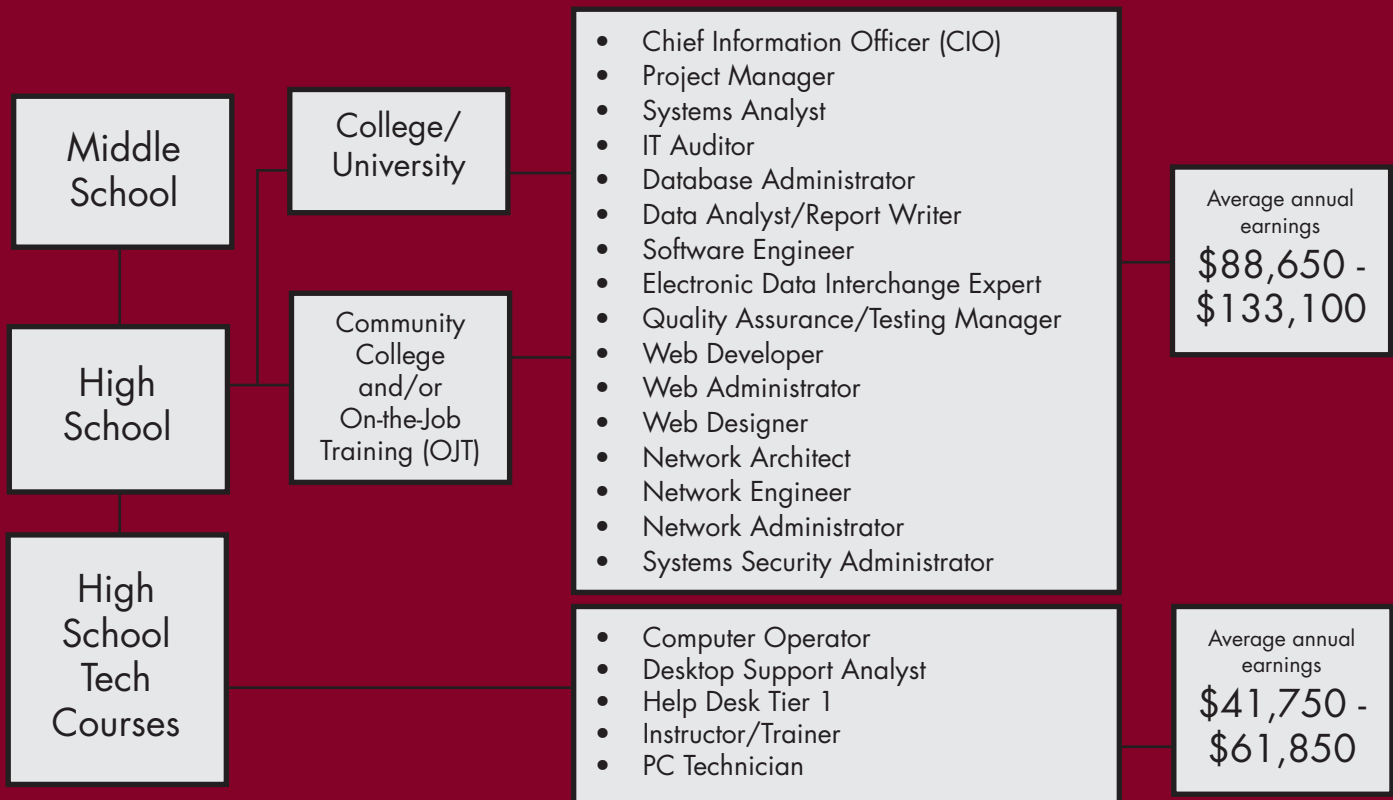 Middle
School
High
School
High
School
Tech
Courses
College/
University
Community
College
and/or
On-the-Job
Training (OJT)
• Chief Information Officer (CIO)
• Project Manager
• Systems Analyst
• IT Auditor
• Database Administrator
• Data Analyst/Report Writer
• Software Engineer
• Electronic Data Interchange Expert
• Quality Assurance/Testing Manager
• Web Developer
• Web Administrator
• Web Designer
• Network Architect
• Network Engineer
• Network Administrator
• Systems Security Administrator
Average annual
earnings
$88,650 -
$133,100
• Computer Operator
• Desktop Support Analyst
• Help Desk Tier 1
• Instructor/Trainer
• PC Technician
Average annual
earnings
$41,750 -
$61,850